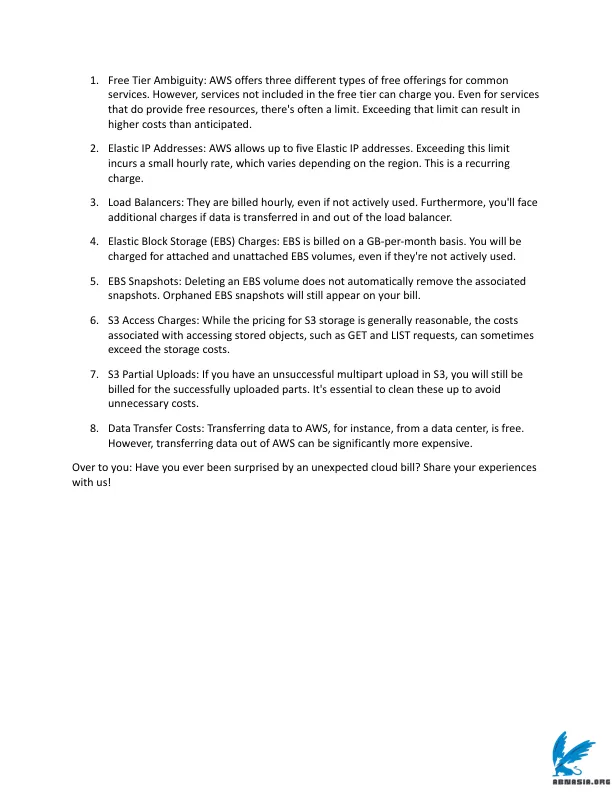 1. Free Tier Ambiguity: AWS offers three different types of free offerings for common
services. However, services not included in the free tier can charge you. Even for services
that do provide free resources, there's often a limit. Exceeding that limit can result in
higher costs than anticipated.
2. Elastic IP Addresses: AWS allows up to five Elastic IP addresses. Exceeding this limit
incurs a small hourly rate, which varies depending on the region. This is a recurring
charge.
3. Load Balancers: They are billed hourly, even if not actively used. Furthermore, you'll face
additional charges if data is transferred in and out of the load balancer.
4. Elastic Block Storage (EBS) Charges: EBS is billed on a GB-per-month basis. You will be
charged for attached and unattached EBS volumes, even if they're not actively used.
5. EBS Snapshots: Deleting an EBS volume does not automatically remove the associated
snapshots. Orphaned EBS snapshots will still appear on your bill.
6. S3 Access Charges: While the pricing for S3 storage is generally reasonable, the costs
associated with accessing stored objects, such as GET and LIST requests, can sometimes
exceed the storage costs.
7. S3 Partial Uploads: If you have an unsuccessful multipart upload in S3, you will still be
billed for the successfully uploaded parts. It's essential to clean these up to avoid
unnecessary costs.
8. Data Transfer Costs: Transferring data to AWS, for instance, from a data center, is free.
However, transferring data out of AWS can be significantly more expensive.
Over to you: Have you ever been surprised by an unexpected cloud bill? Share your experiences
with us!
ABNASIA.ORG